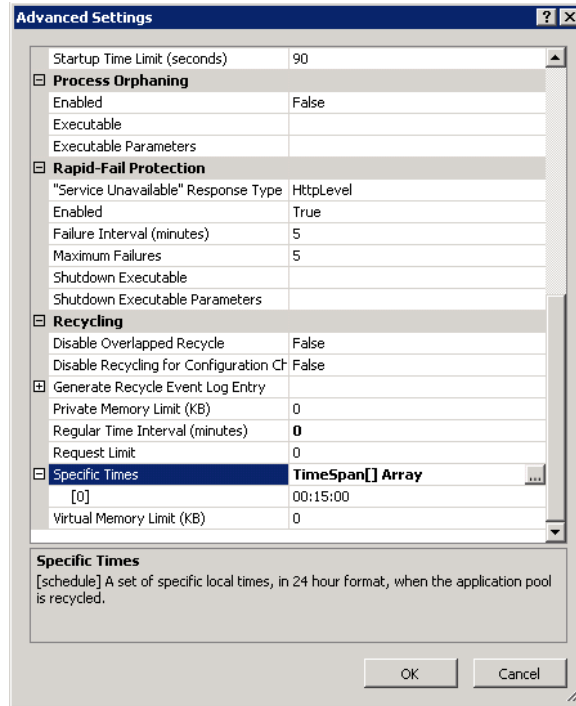 Advanced Settings
Startup Time Limit (seconds) 90
Process Orphaning
Enabled False
Executable
Executable Parameters
Rapid-Fail Protection
"Service Unavailable" Response Type HttpLevel
Enabled True
Failure Interval (minutes) 5
Maximum Failures 5
Shutdown Executable
Shutdown Executable Parameters
Recycling
Disable Overlapped Recycle False
Disable Recycling for Configuration Ch False
Generate Recycle Event Log Entry
Private Memory Limit (KB) 0
Regular Time Interval (minutes) 0
Request Limit 0
Specific Times TimeSpan[] Array ...
[0] 00:15:00
Virtual Memory Limit (KB) 0
Specific Times
[schedule] A set of specific local times, in 24 hour format, when the application pool
is recycled.
OK Cancel